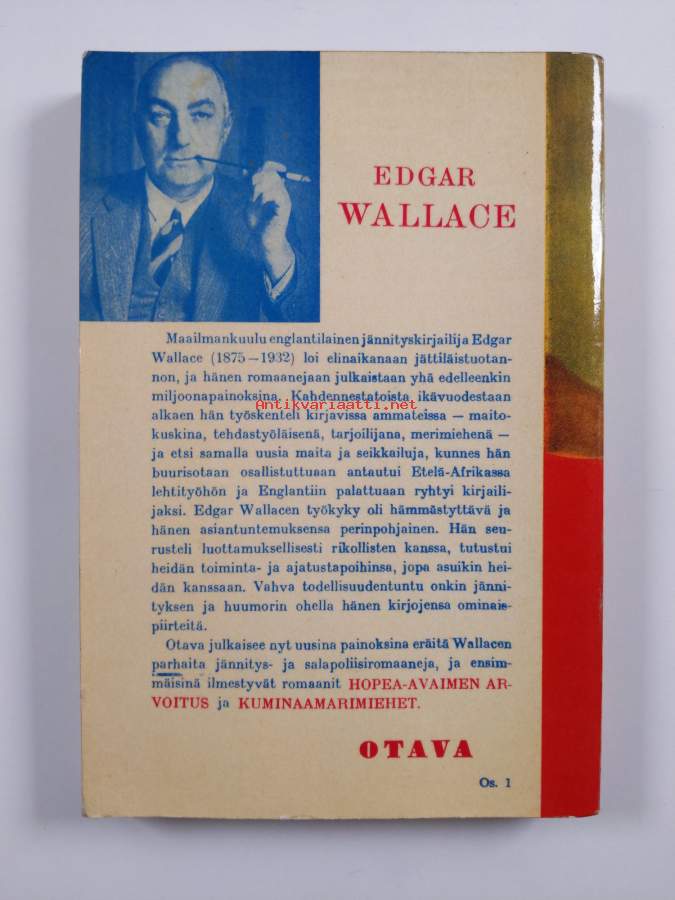 EDGAR
WALLACE
Maailmankuulu englantilainen jännityskirjailija Edgar
Wallace (1875–1932) loi elinaikanaan jättiläistuotan-
non, ja hänen romaanejaan julkaistaan yhä edelleenkin
miljoonapainoksina. Kahdennestatoista ikävuodestaan
Antikvariaatti.net
alkaen hän työskenteli kirjavissa ammateissa — maito-
kuskina, tehdastyöläisenä, tarjoilijana, merimiehenä —
ja etsi samalla uusia maita ja seikkailuja, kunnes hän
buurisotaan osallistuttuaan antautui Etelä-Afrikassa
lehtityöhön ja Englantiin palattuaan ryhtyi kirjaili-
jaksi. Edgar Wallacen työkyky oli hämmästyttävä ja
hänen asiantuntemuksensa perinpohjainen. Hän seu-
rusteli luottamuksellisesti rikollisten kanssa, tutustui
heidän toiminta- ja ajatustapoihinsa, jopa asuikin hei-
dän kanssaan. Vahva todellisuudentuntu onkin jänni-
tyksen ja huumorin ohella hänen kirjojensa ominais-
piirteitä.
Otava julkaisee nyt uusina painoksina eräitä Wallacen
parhaita jännitys- ja salapoliisiromaaneja, ja ensim-
mäisinä ilmestyvät romaanit HOPEA-AVAIMEN AR-
VOITUS ja KUMINAAMARIMIEHET.
OTAVA
Os. 1